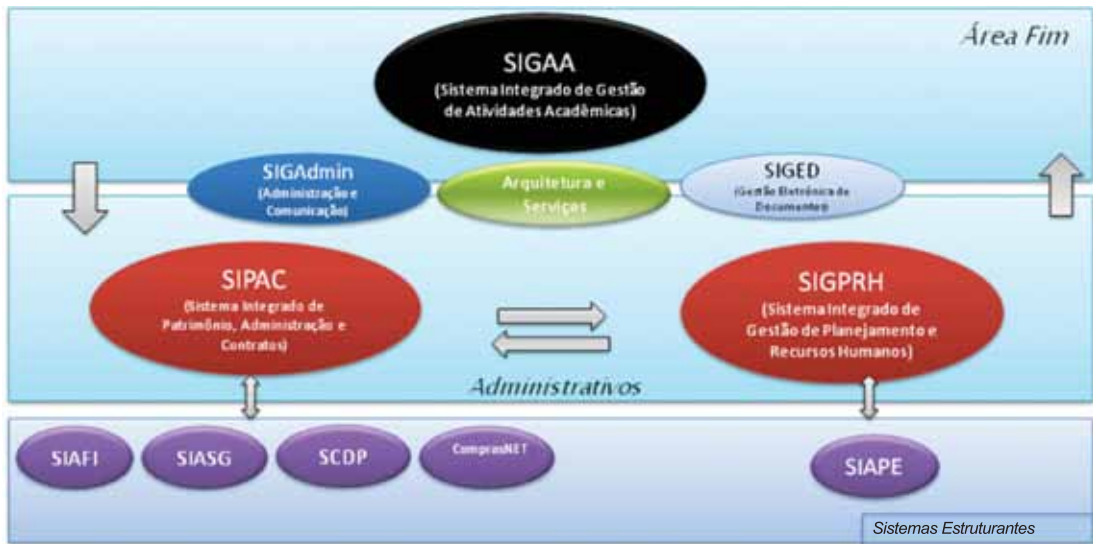 Área Fim
SIGAA
(Sistema Integrado de Gestão
de Atividades Acadêmicas)
SIGAdmin
(Administração e
Comunicação)
Arquitetura e
Serviços
SIGED
(Gestão Eletrônica de
Documentos)
SIPAC
(Sistema Integrado de
Patrimônio, Administração e
Contratos)
SIGPRH
(Sistema Integrado de
Gestão de Planejamento e
Recursos Humanos)
Administrativos
SIAFI
SIASG
SCDP
ComprasNET
SIAPE
Sistemas Estruturantes